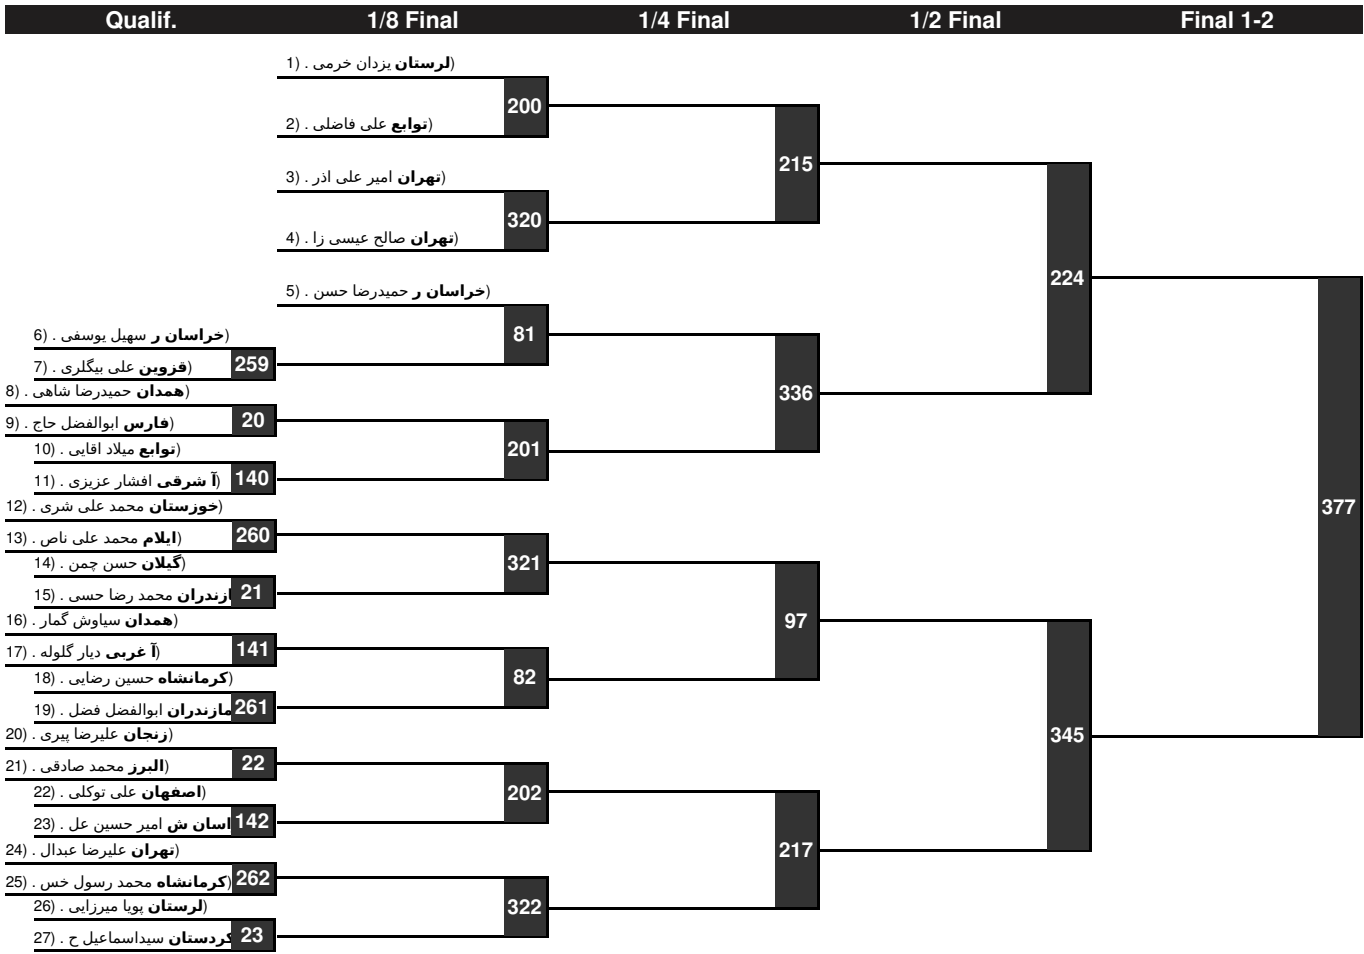 Qualif. 1/8 Final 1/4 Final 1/2 Final Final 1-2
1) . یزدان خرمی لرستان)
200
2) . علی فاضلی توابع)
215
3) . امیر علی اذر تهران)
320
4) . صالح عیسی زا تهران)
224
5) . حمیدرضا حسن خراسان ر)
81
6) . سهیل یوسفی خراسان ر)
259
7) . علی بیگلری قزوین)
336
8) . حمیدرضا شاهی همدان)
20
9) . ابوالفضل حاج فارس)
201
10) . میلاد اقایی توابع)
140
11) . افشار عزیزی آ شرقی)
377
12) . محمد علی شری خوزستان)
260
13) . محمد علی ناص ایلام)
321
14) . حسن چمن گیلان)
21
15) . محمد رضا حسی ازندران
97
16) . سیاوش گمار همدان)
141
17) . دیار گلوله آ غربی)
82
18) . حسین رضایی کرمانشاه)
261
19) . ابوالفضل فضل مازندران
345
20) . علیرضا پیری زنجان)
22
21) . محمد صادقی البرز)
202
22) . علی توکلی اصفهان)
142
23) . امیر حسین عل اسان ش
217
24) . علیرضا عبدال تهران)
262
25) . محمد رسول خس کرمانشاه)
322
26) . پویا میرزایی لرستان)
23
27) . سیداسماعیل ح کردستان